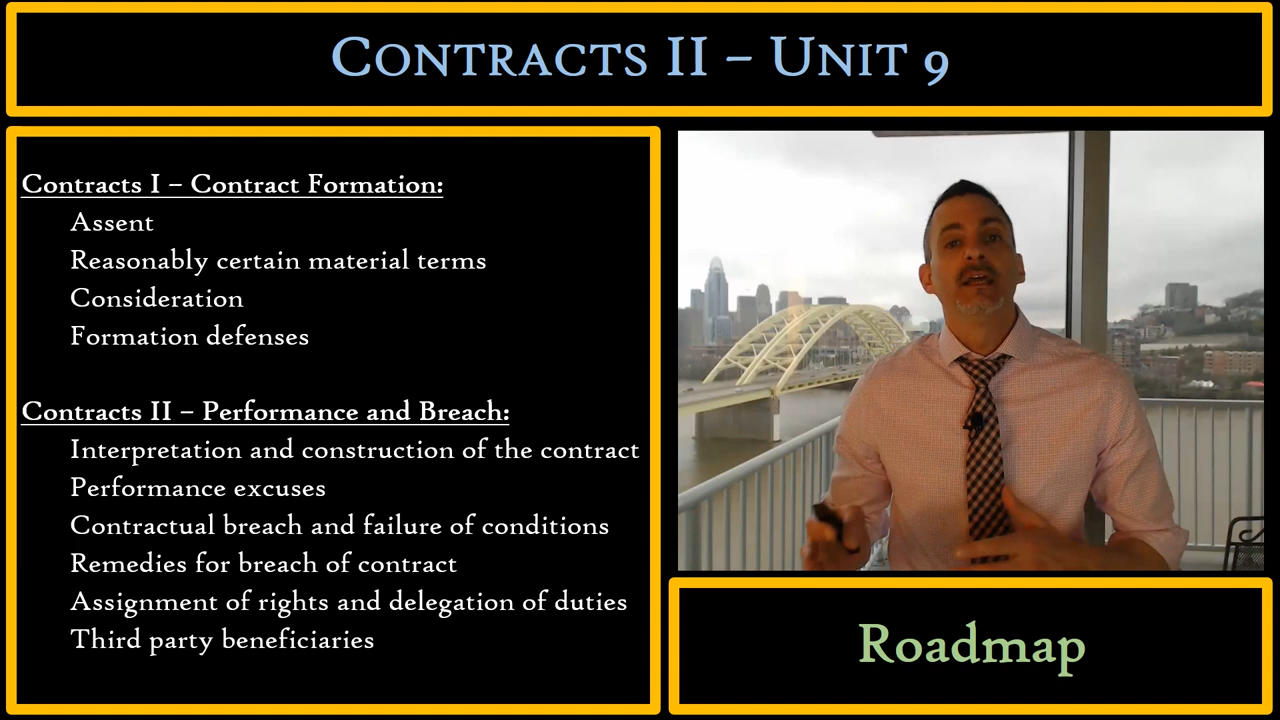 Contracts II – Unit 9
Contracts I – Contract Formation:
Assent
Reasonably certain material terms
Consideration
Formation defenses
Contracts II – Performance and Breach:
Interpretation and construction of the contract
Performance excuses
Contractual breach and failure of conditions
Remedies for breach of contract
Assignment of rights and delegation of duties
Third party beneficiaries
Roadmap